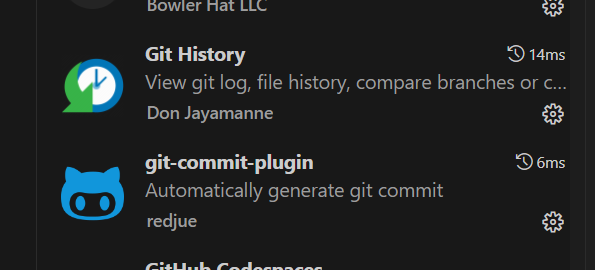 Bowler Hat LLC
Git History
14ms
View git log, file history, compare branches or c...
Don Jayamanne
git-commit-plugin
6ms
Automatically generate git commit
redjue
GitHub Codespaces